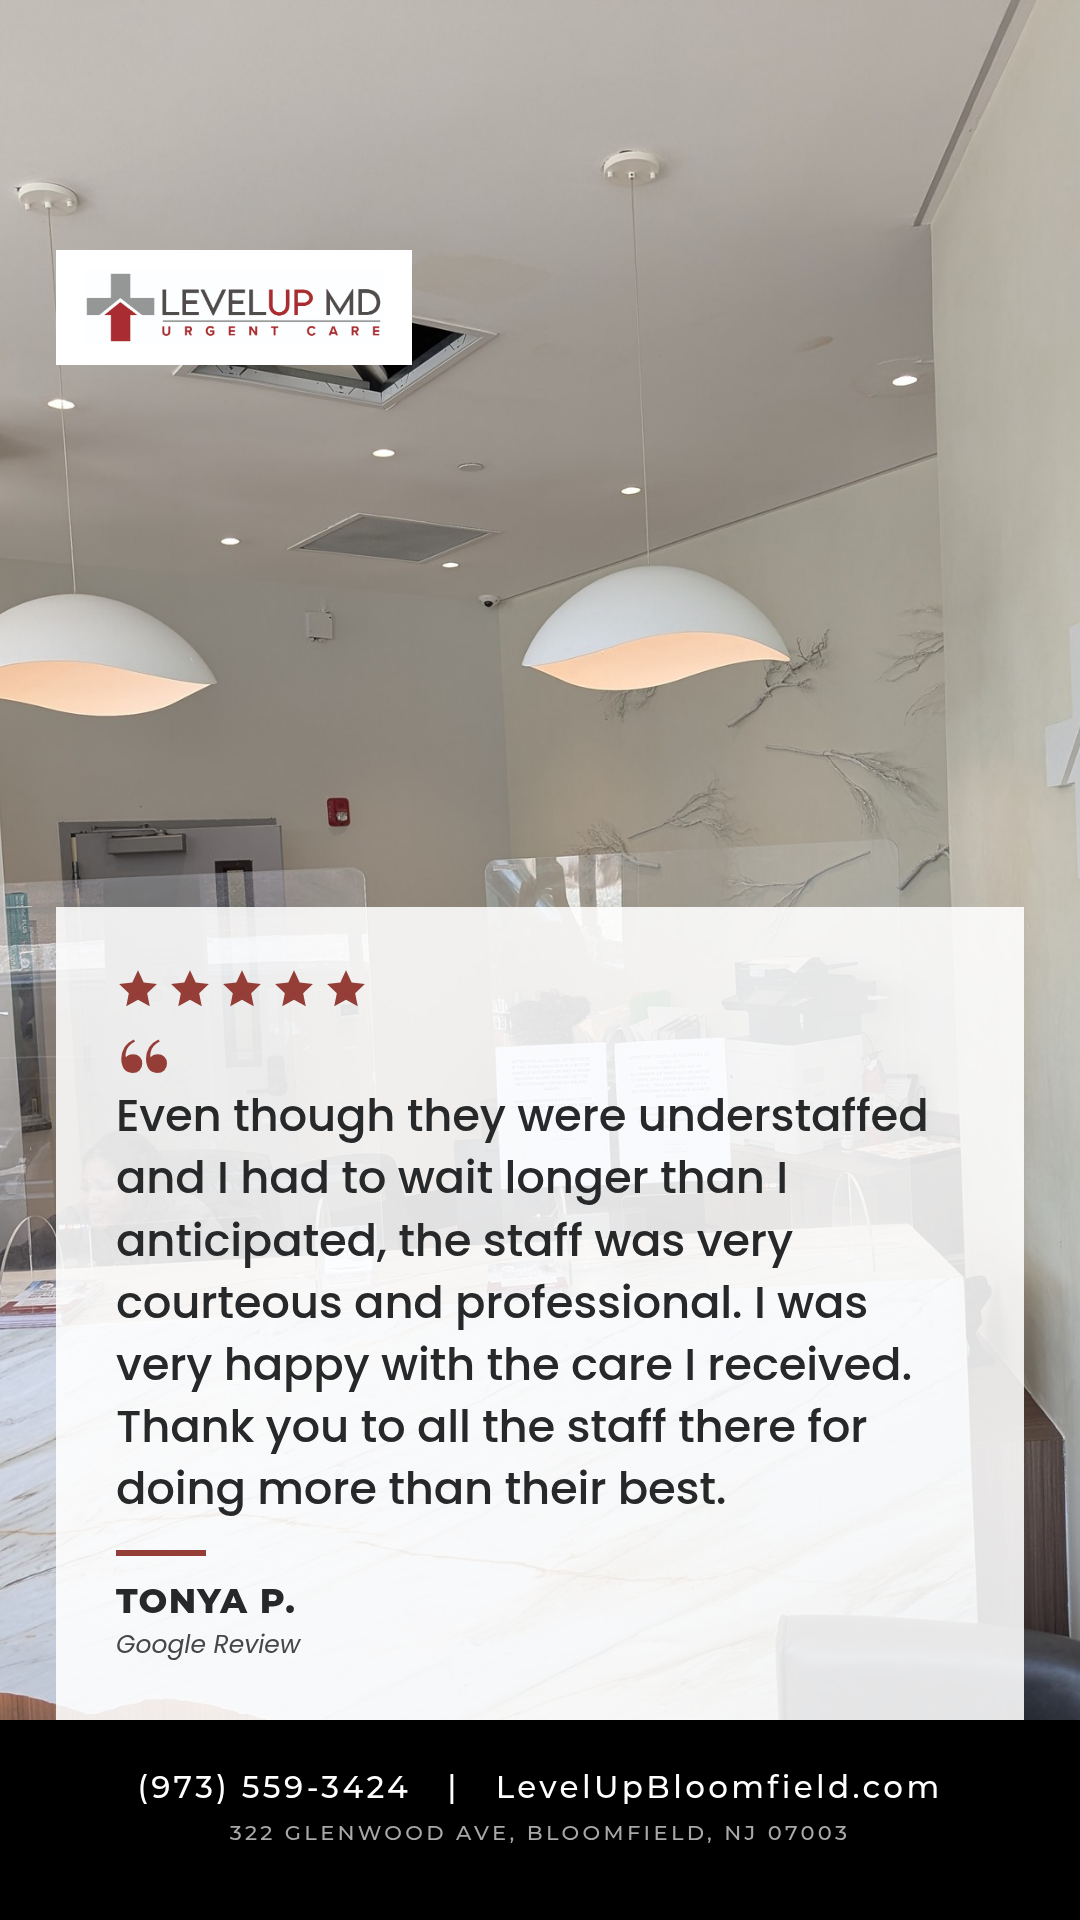 LEVELUP MD
URGENT CARE
Even though they were understaffed
and I had to wait longer than I
anticipated, the staff was very
courteous and professional. I was
very happy with the care I received.
Thank you to all the staff there for
doing more than their best.
TONYA P.
Google Review
(973) 559-3424 | LevelUpBloomfield.com
322 GLENWOOD AVE, BLOOMFIELD, NJ 07003